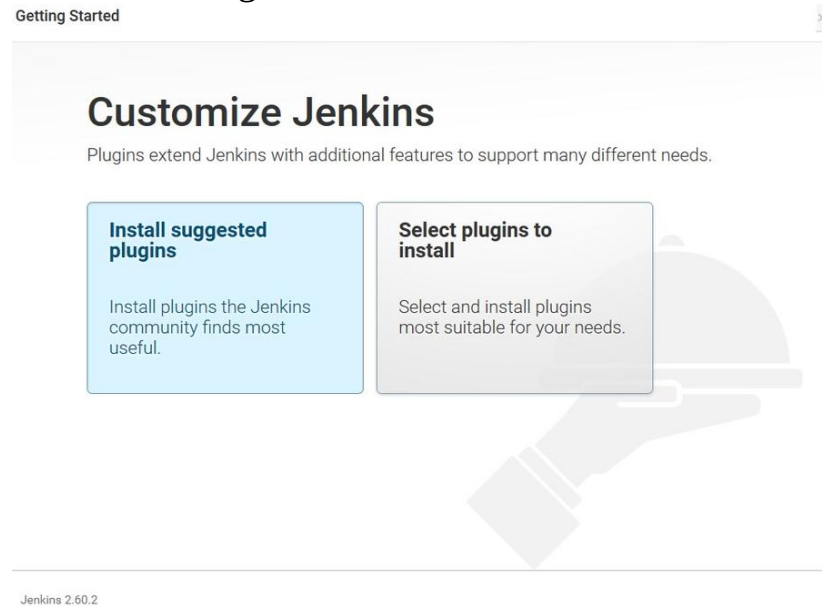 Getting Started
Customize Jenkins
Plugins extend Jenkins with additional features to support many different needs.
Install suggested
plugins
Install plugins the Jenkins
community finds most
useful.
Select plugins to
install
Select and install plugins
most suitable for your needs.
Jenkins 2.60.2